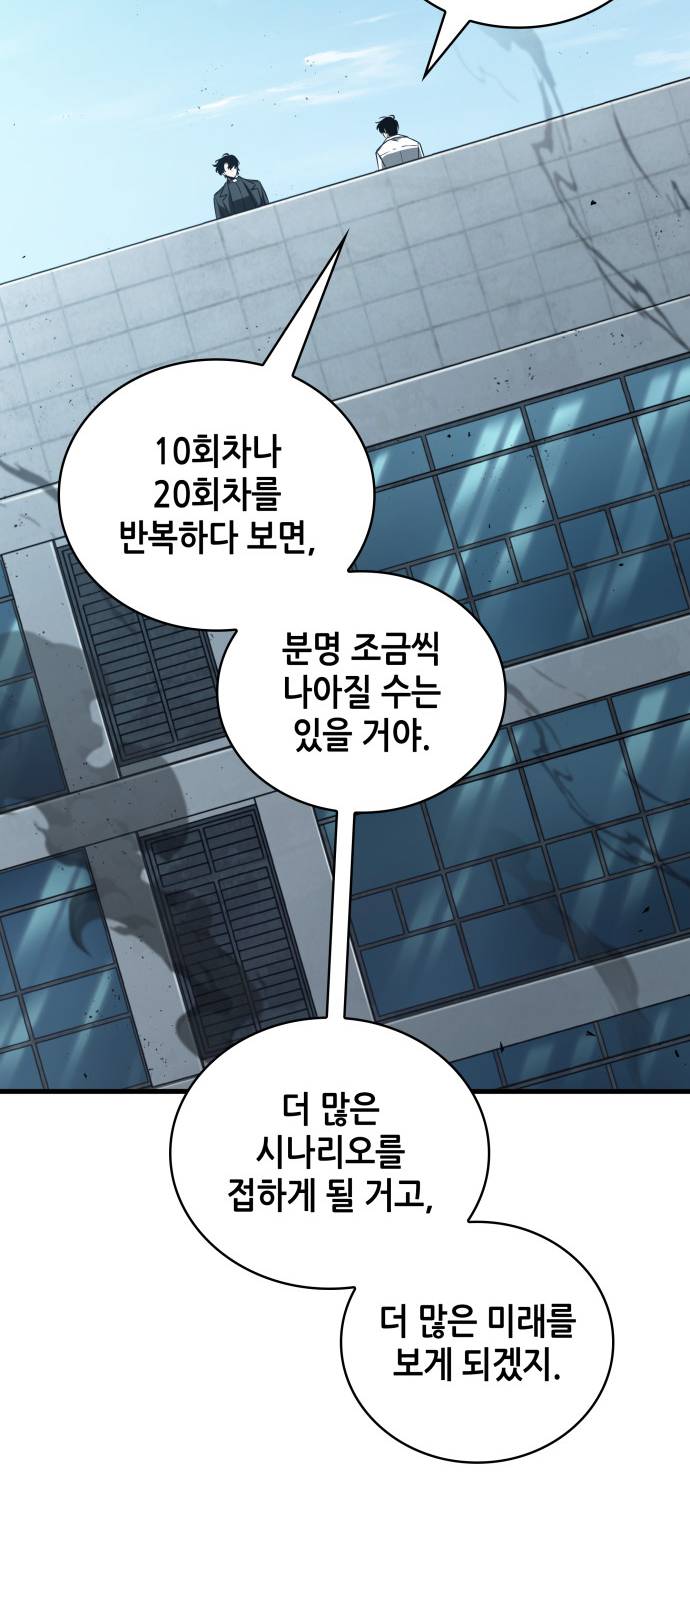 10회차나
20회차를
반복하다 보면,
분명 조금씩
나아질 수는
있을 거야.
더 많은
시나리오를
접하게 될 거고,
더 많은 미래를
보게 되겠지.